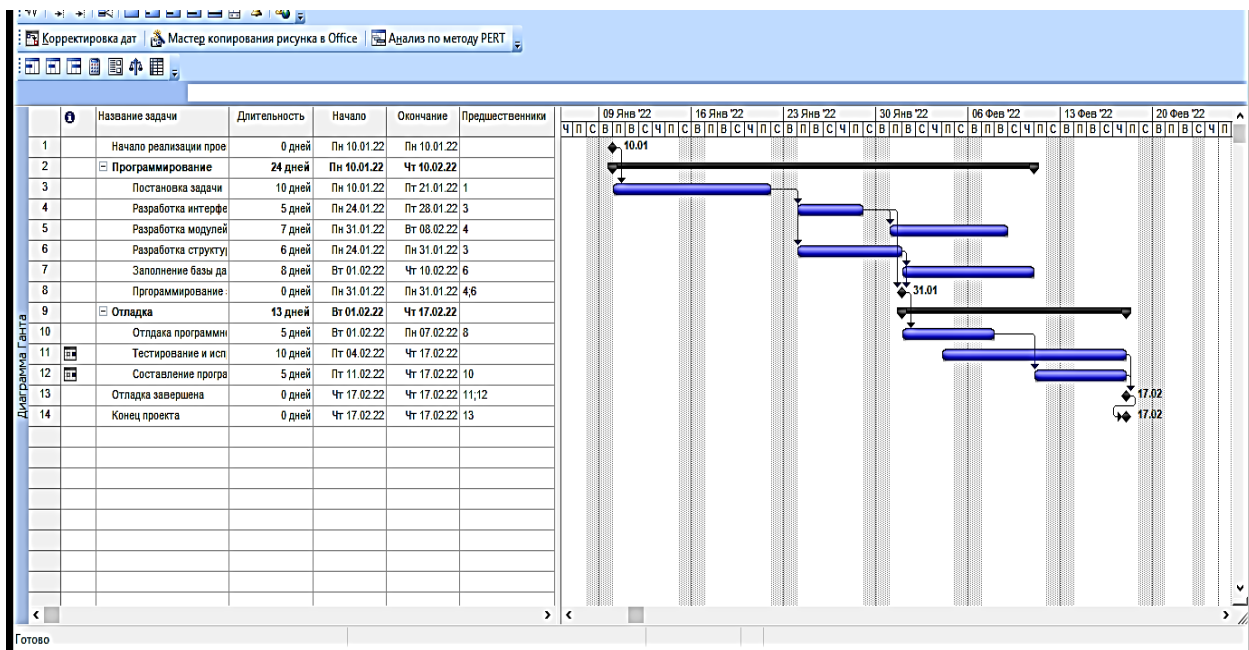 Корректировка дат Мастер копирования рисунка в Office Анализ по методу PERT
Название задачи Длительность Начало Окончание Предшественники 09 Янв '22 16 Янв '22 23 Янв '22 30 Янв '22 06 Фев '22 13 Фев '22 20 Фев '22
Ч П С В П В С Ч П С В П В С Ч П С В П В С Ч П С В П В С Ч П С В П В С Ч П С В П В С Ч П С В П В С Ч П
1 Начало реализации прое 0 дней Пн 10.01.22 Пн 10.01.22 10.01
2 Программирование 24 дней Пн 10.01.22 Чт 10.02.22
3 Постановка задачи 10 дней Пн 10.01.22 Пт 21.01.22 1
4 Разработка интерфе 5 дней Пн 24.01.22 Пт 28.01.22 3
5 Разработка модулей 7 дней Пн 31.01.22 Вт 08.02.22 4
6 Разработка структу 6 дней Пн 24.01.22 Пн 31.01.22 3
7 Заполнение базы да 8 дней Вт 01.02.22 Чт 10.02.22 6
8 Пргораммирование 0 дней Пн 31.01.22 Пн 31.01.22 4;6 31.01
9 Отладка 13 дней Вт 01.02.22 Чт 17.02.22
10 Отлдака программн 5 дней Вт 01.02.22 Пн 07.02.22 8
11 Тестирование и исп 10 дней Пт 04.02.22 Чт 17.02.22
12 Составление програ 5 дней Пт 11.02.22 Чт 17.02.22 10
13 Отладка завершена 0 дней Чт 17.02.22 Чт 17.02.22 11;12 17.02
14 Конец проекта 0 дней Чт 17.02.22 Чт 17.02.22 13 17.02
Диаграмма Ганта
Готово